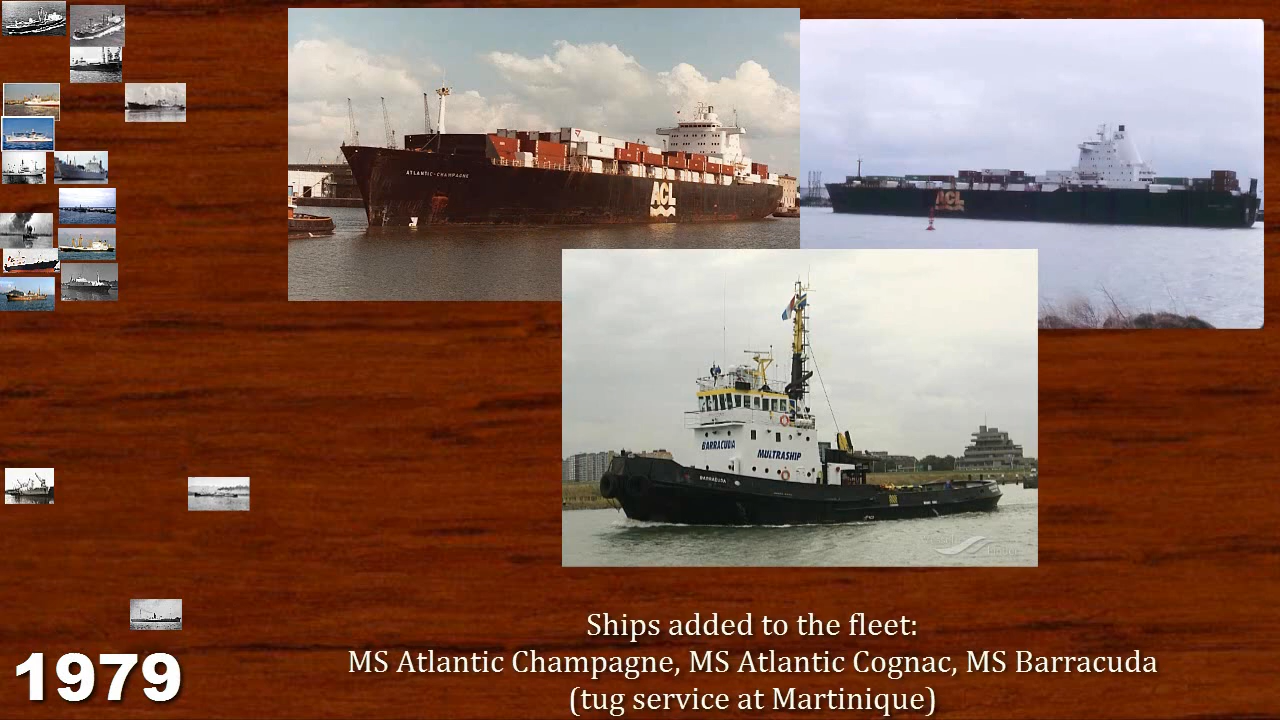 ATLANTIC-CHAMPAGNE
ACL
ACL
BARRACUDA
MULTRASHIP
BARRACUDA
Ships added to the fleet:
MS Atlantic Champagne, MS Atlantic Cognac, MS Barracuda
(tug service at Martinique)
1979